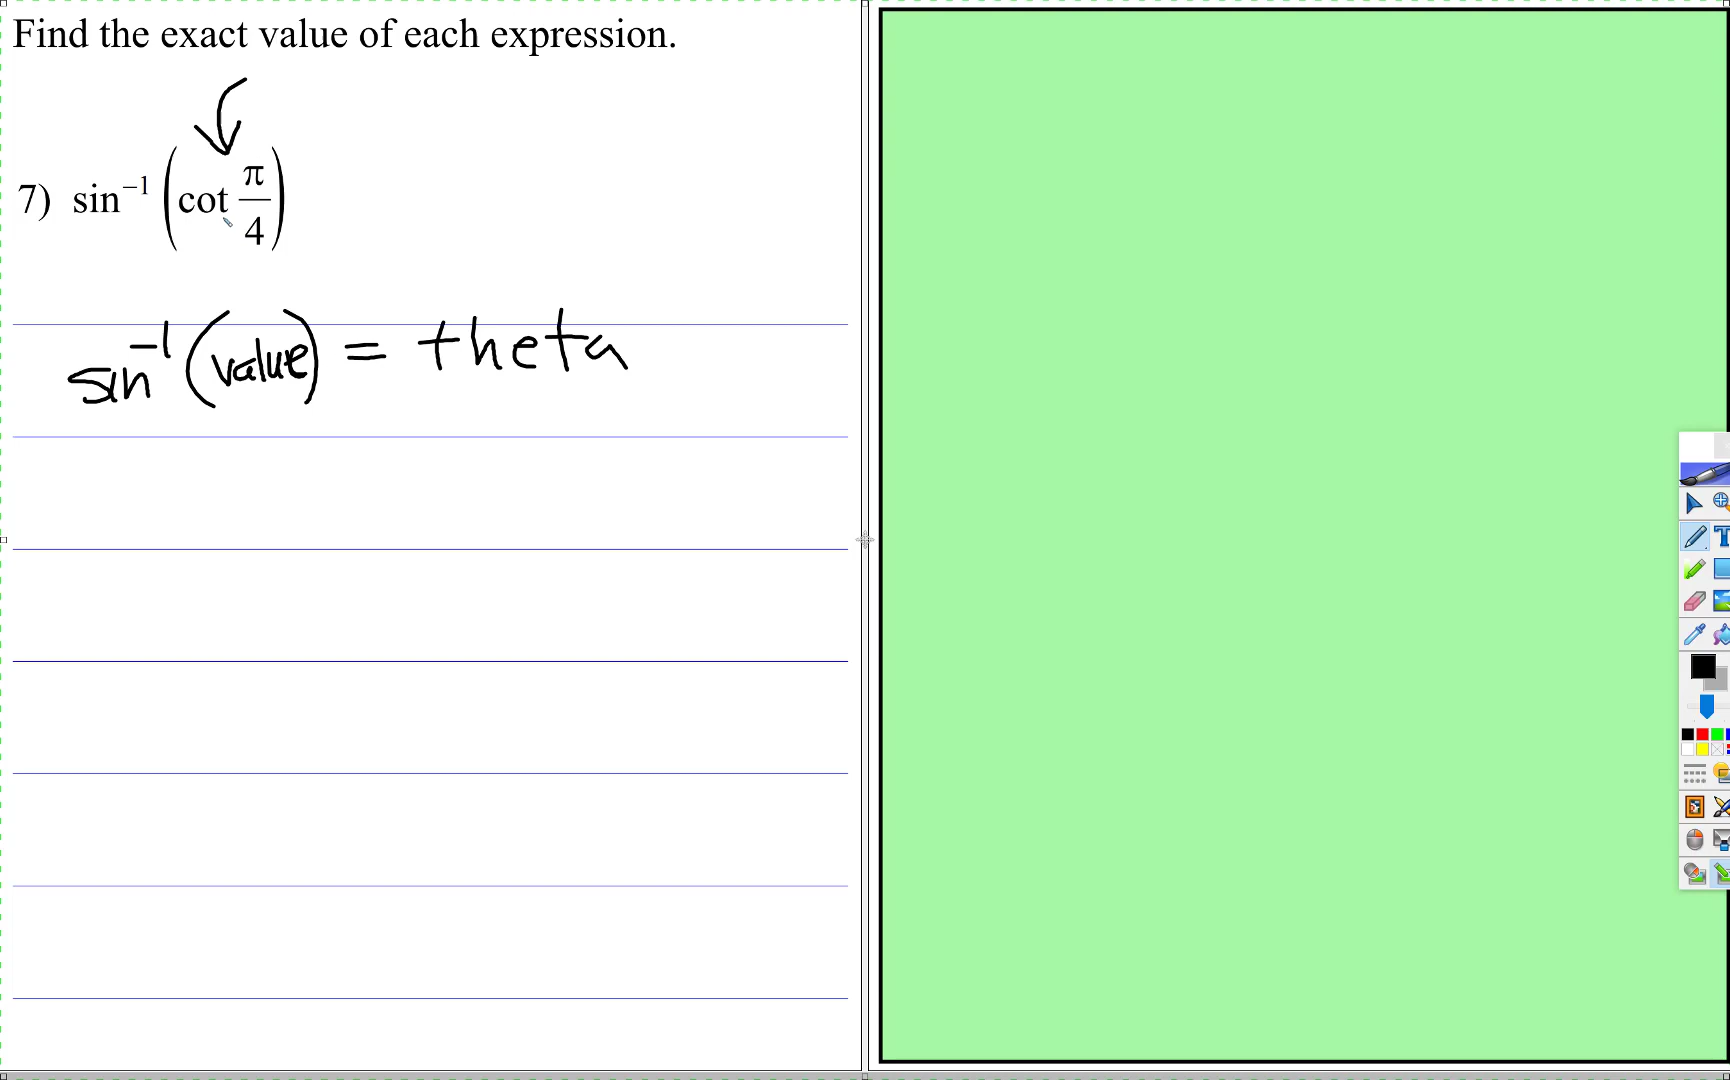 Find the exact value of each expression.
7) sin⁻¹ (cot π/4)
sin⁻¹ (value) = theta